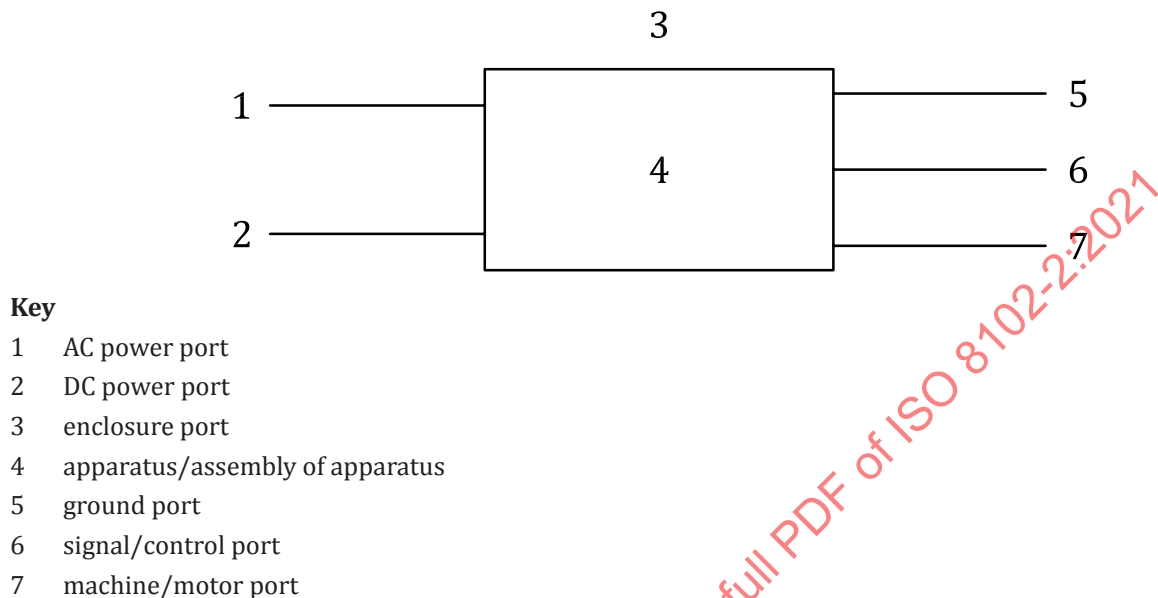 3
1
5
4
6
2
7
Key
1 AC power port
2 DC power port
3 enclosure port
4 apparatus/assembly of apparatus
5 ground port
6 signal/control port
7 machine/motor port
full PDF of ISO 8102-2:2021